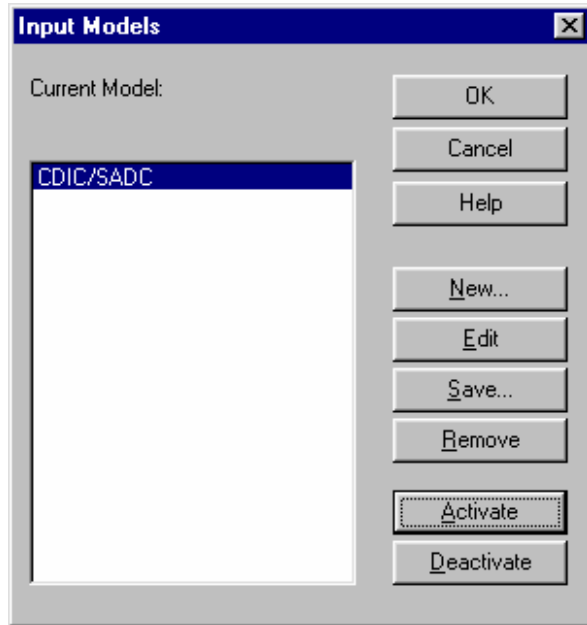 Input Models
Current Model:
CDIC/SADC
OK
Cancel
Help
New...
Edit
Save...
Remove
Activate
Deactivate